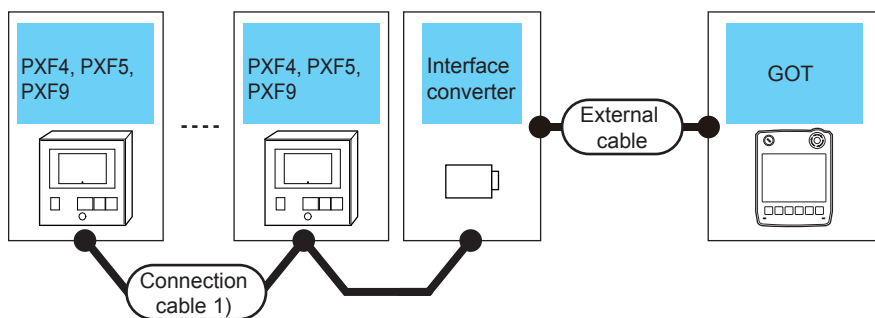 PXF4, PXF5,
PXF9
PXF4, PXF5,
PXF9
Interface
converter
GOT
External
cable
Connection
cable 1)